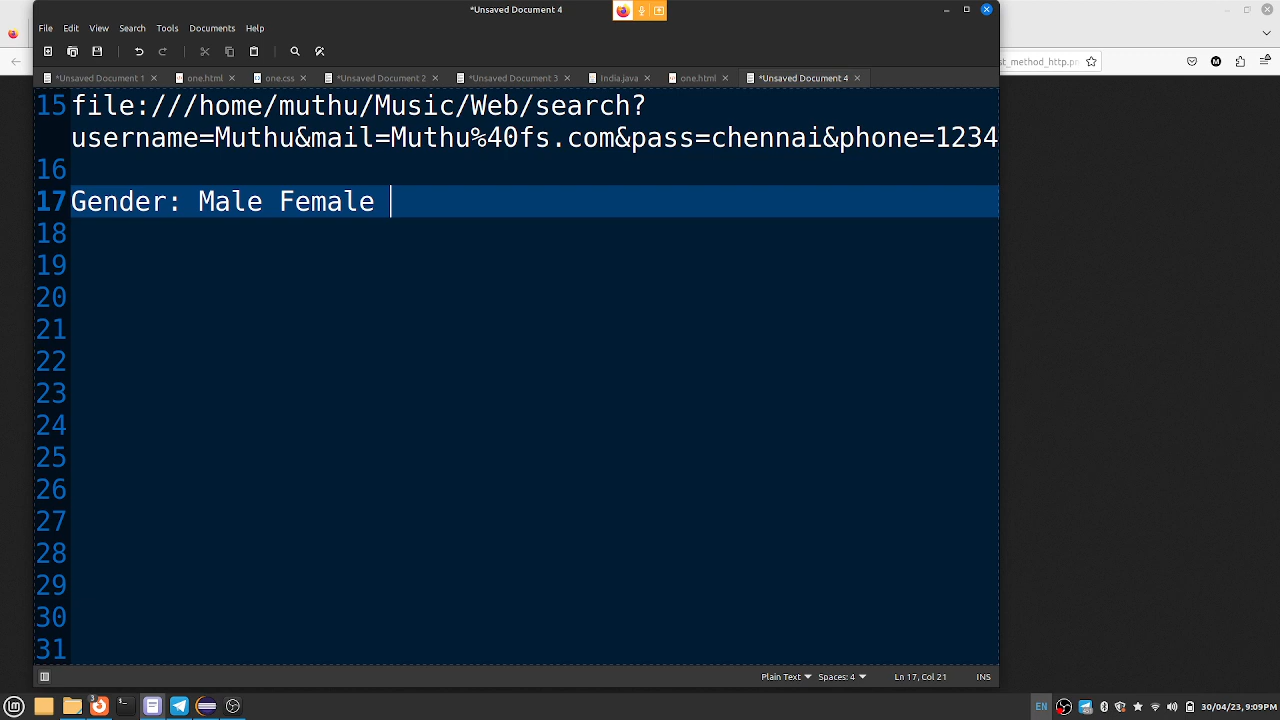 *Unsaved Document 4
File Edit View Search Tools Documents Help
*Unsaved Document 1 one.html one.css *Unsaved Document 2 *Unsaved Document 3 India.java one.html *Unsaved Document 4
st_method_http.po
15 file:///home/muthu/Music/Web/search?
username=Muthu&mail=Muthu%40fs.com&pass=chennai&phone=1234
16
17 Gender: Male Female
18
19
20
21
22
23
24
25
26
27
28
29
30
31
Plain Text Spaces: 4 Ln 17, Col 21 INS
3 EN 30/04/23, 9:09PM